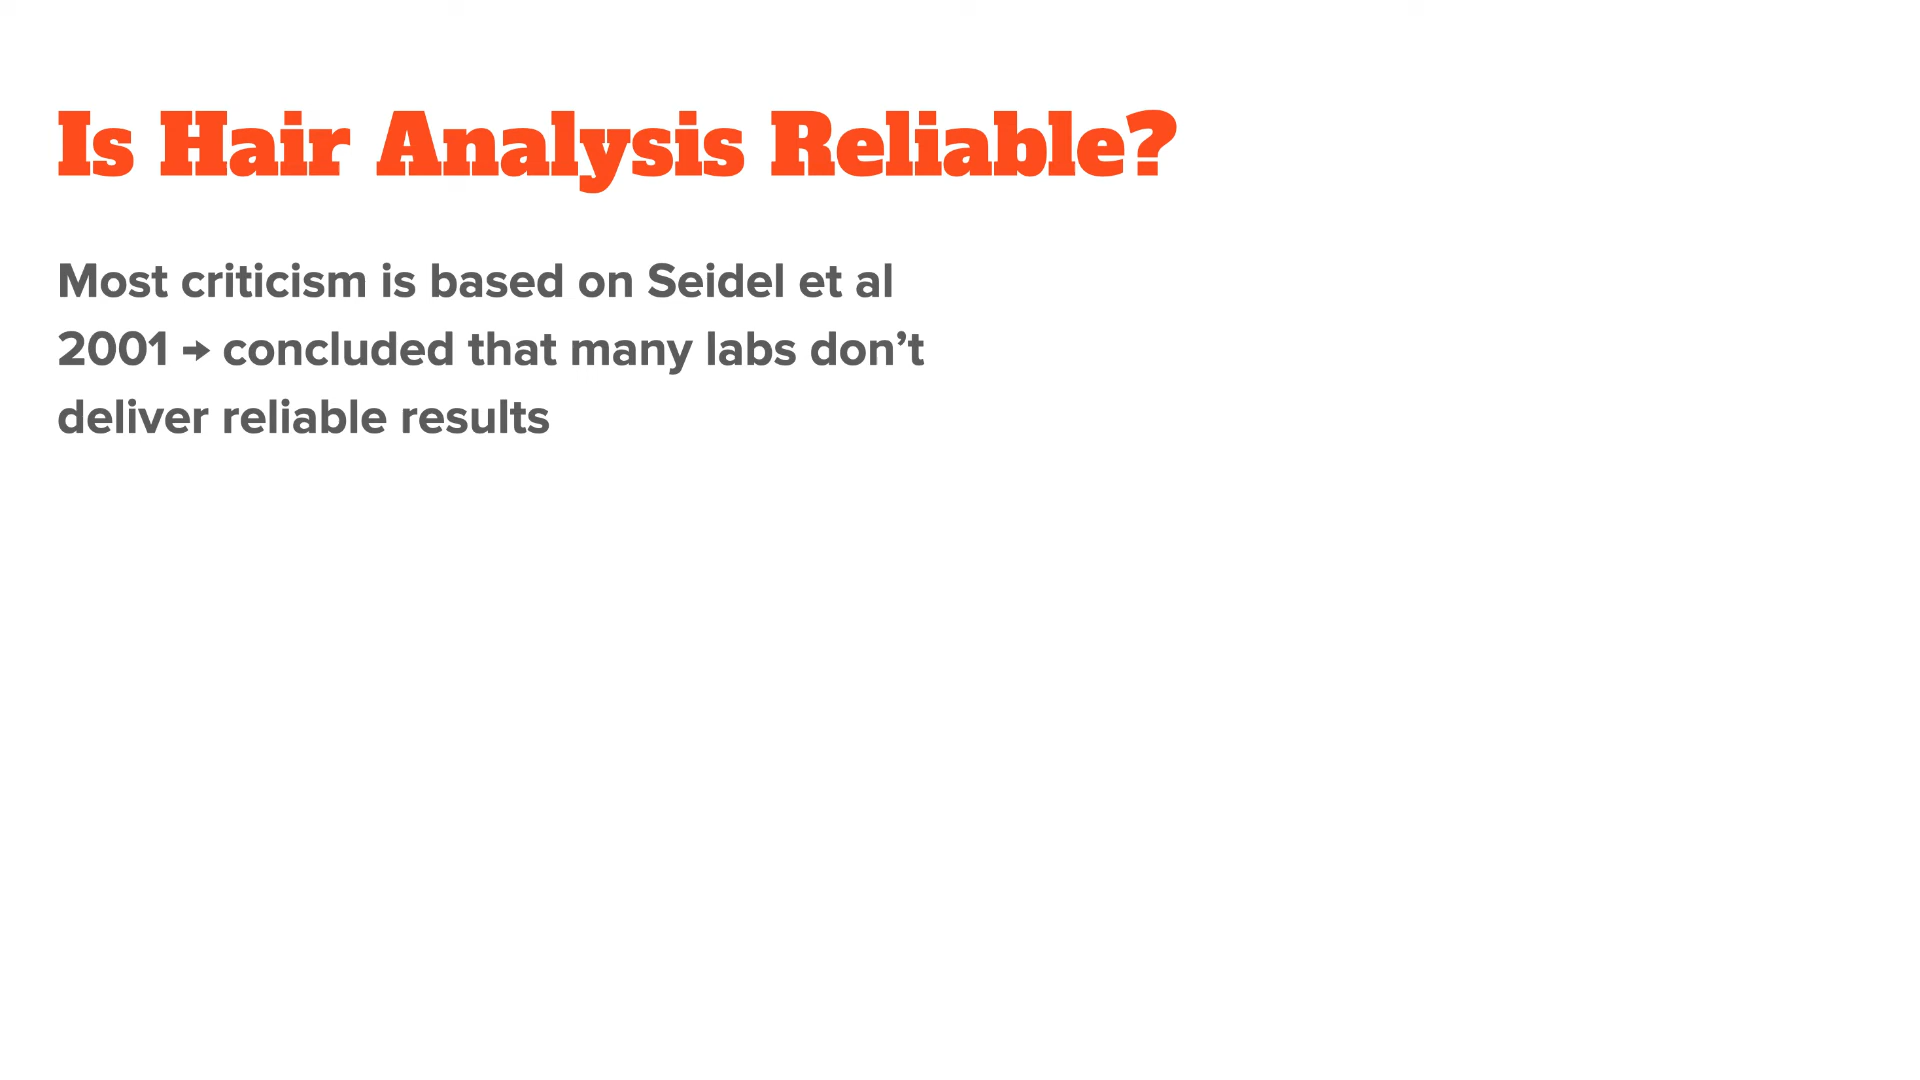 Is Hair Analysis Reliable?
Most criticism is based on Seidel et al
2001 → concluded that many labs don’t
deliver reliable results